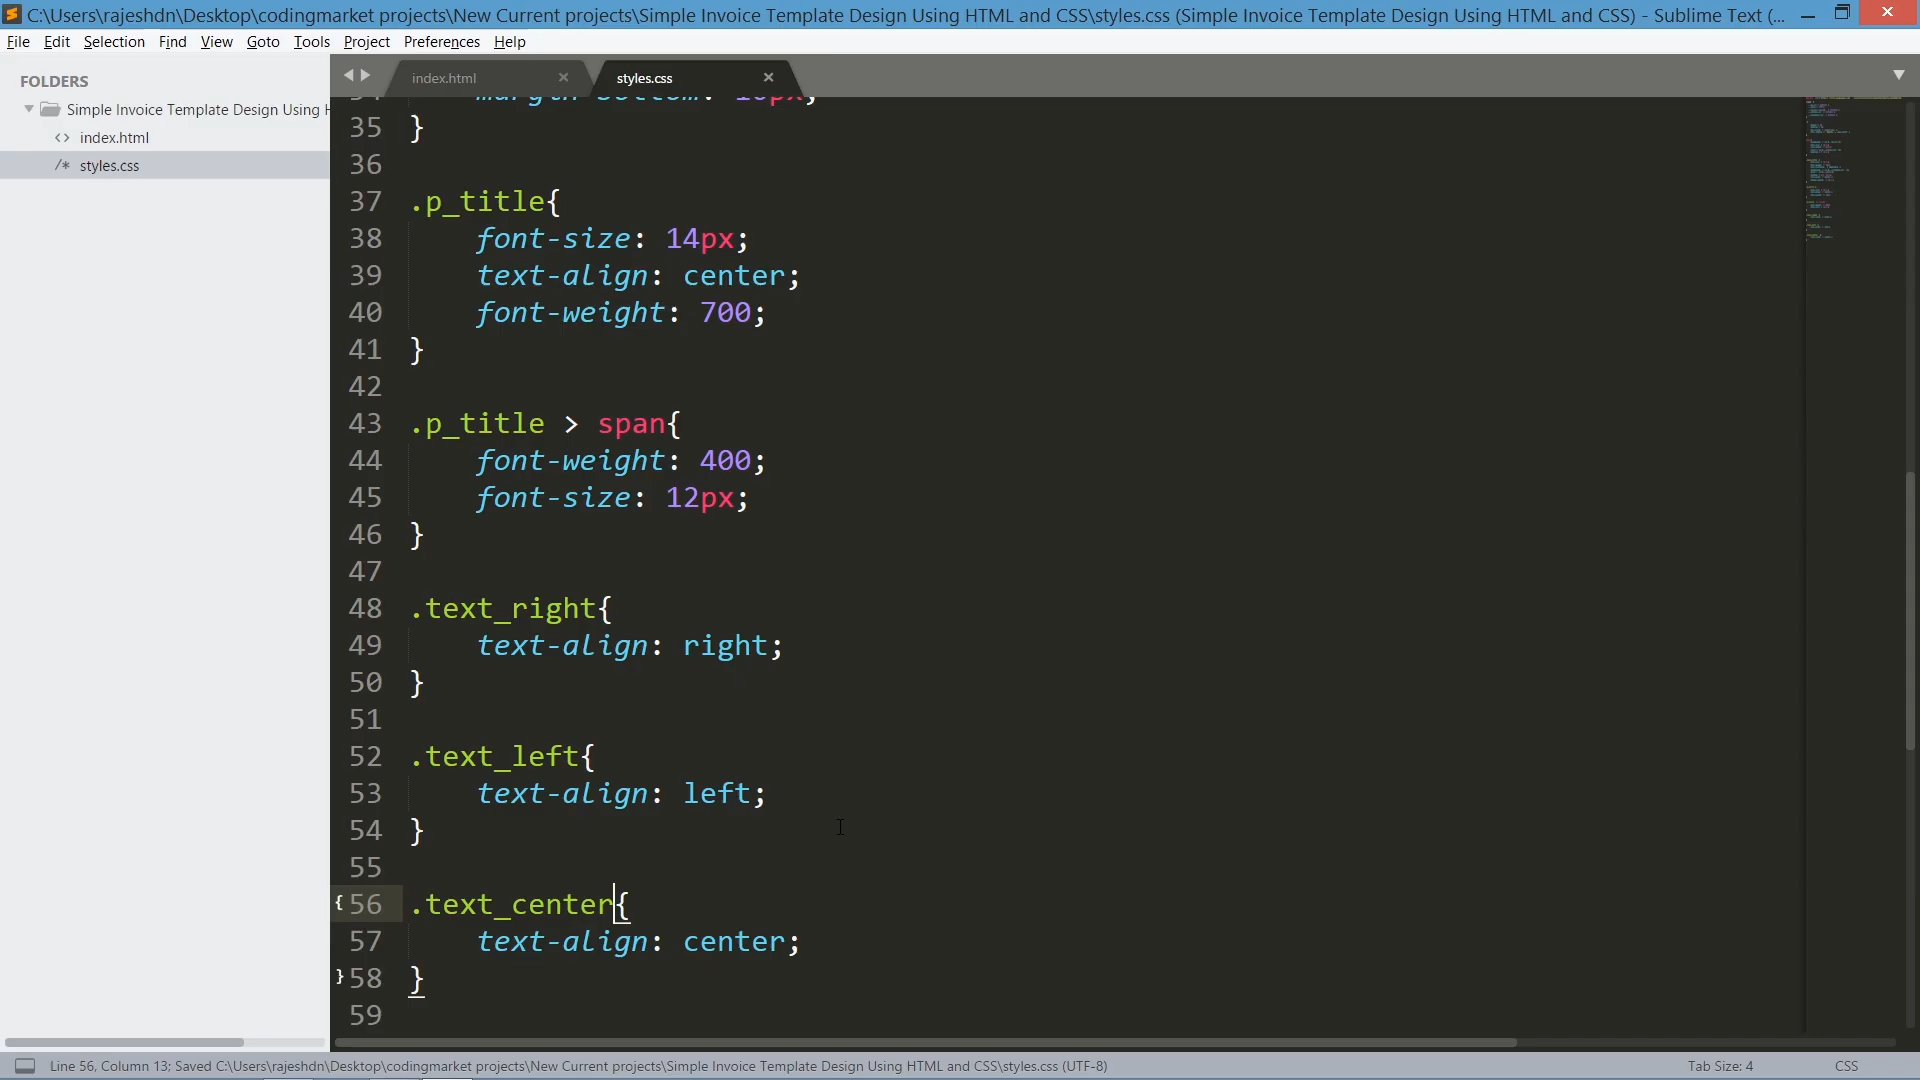 C:\Users\rajeshdn\Desktop\codingmarket projects\New Current projects\Simple Invoice Template Design Using HTML and CSS\styles.css (Simple Invoice Template Design Using HTML and CSS) - Sublime Text (...
File Edit Selection Find View Goto Tools Project Preferences Help
FOLDERS
Simple Invoice Template Design Using H
<> index.html
/* styles.css
index.html × styles.css ×
34 margin-bottom: 10px;
35 }
36
37 .p_title{
38 font-size: 14px;
39 text-align: center;
40 font-weight: 700;
41 }
42
43 .p_title > span{
44 font-weight: 400;
45 font-size: 12px;
46 }
47
48 .text_right{
49 text-align: right;
50 }
51
52 .text_left{
53 text-align: left;
54 }
55
56 .text_center{
57 text-align: center;
58 }
59
Line 56, Column 13; Saved C:\Users\rajeshdn\Desktop\codingmarket projects\New Current projects\Simple Invoice Template Design Using HTML and CSS\styles.css (UTF-8) Tab Size: 4 CSS